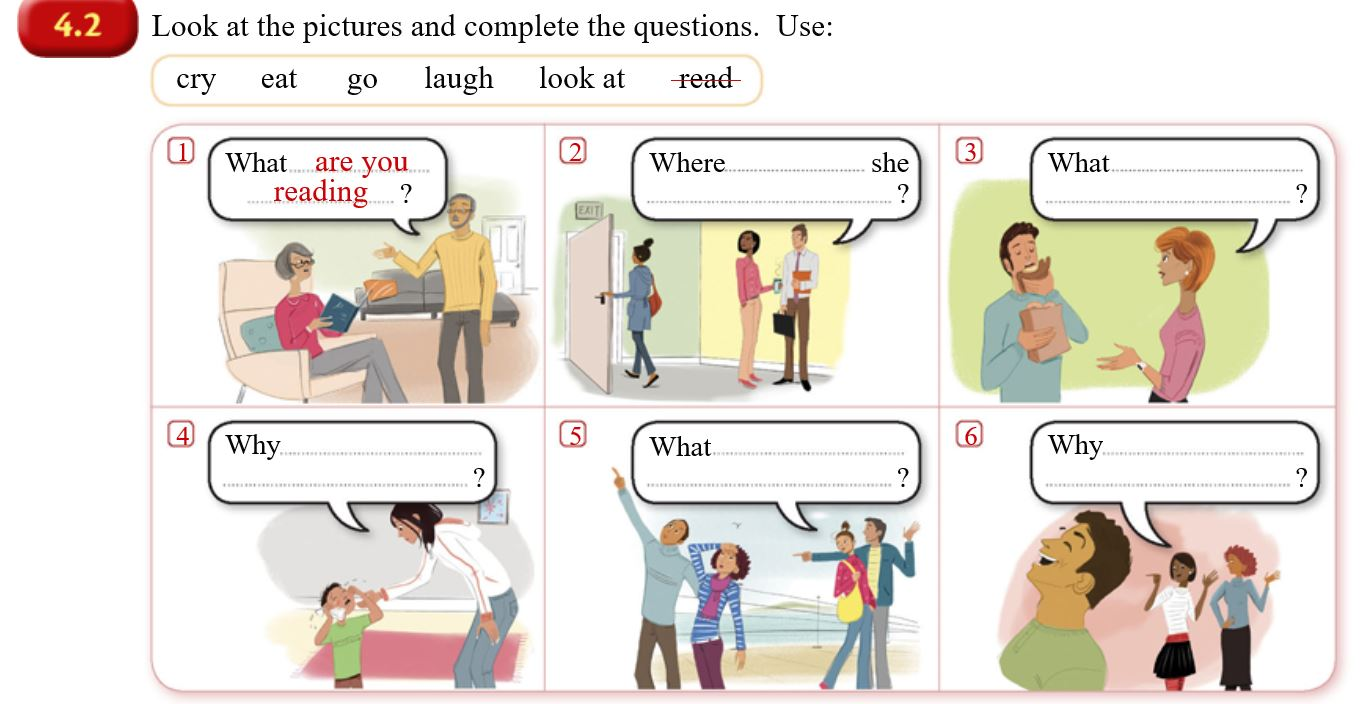 4.2 Look at the pictures and complete the questions. Use:
cry eat go laugh look at read
1 What are you
reading ?
2 Where she
?
EXIT
3 What
?
4 Why
?
5 What
?
6 Why
?